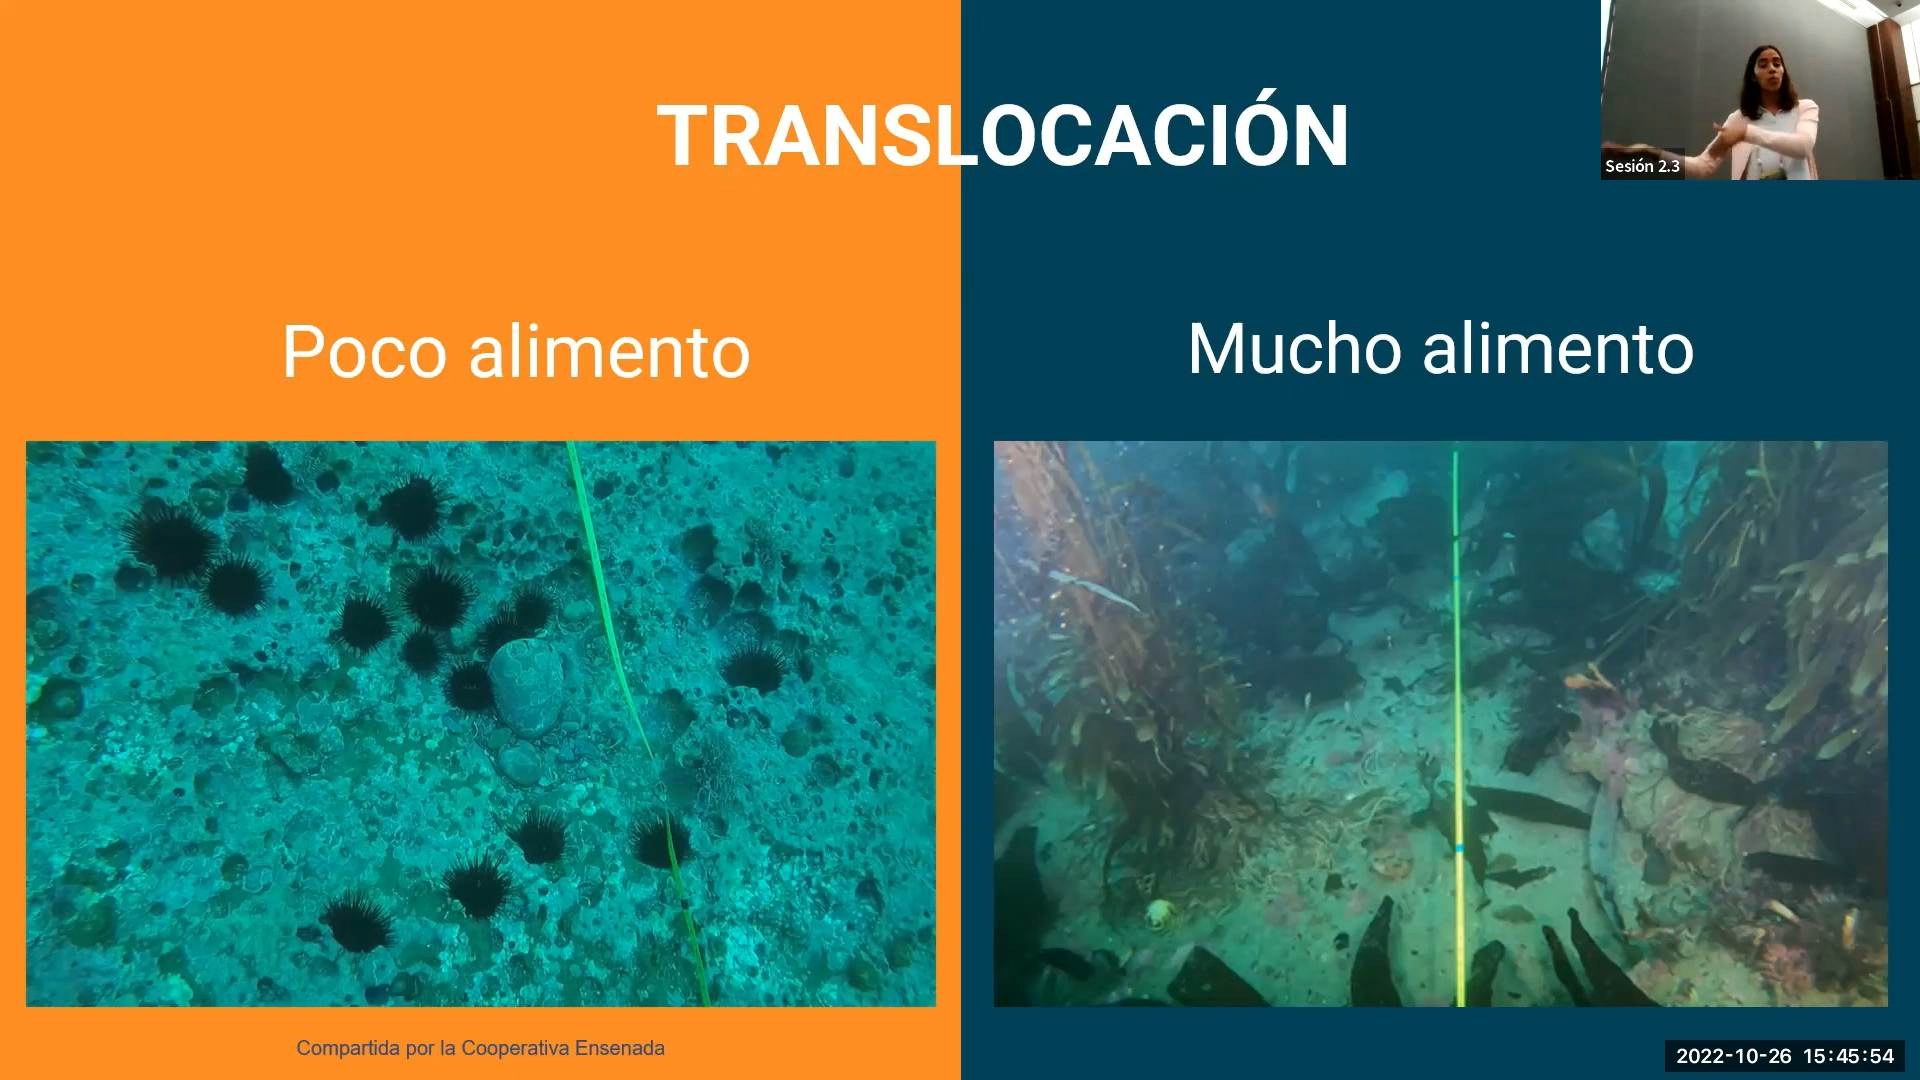 TRANSLOCACIÓN
Sesión 2.3
Poco alimento
Mucho alimento
Compartida por la Cooperativa Ensenada
2022-10-26 15:45:54